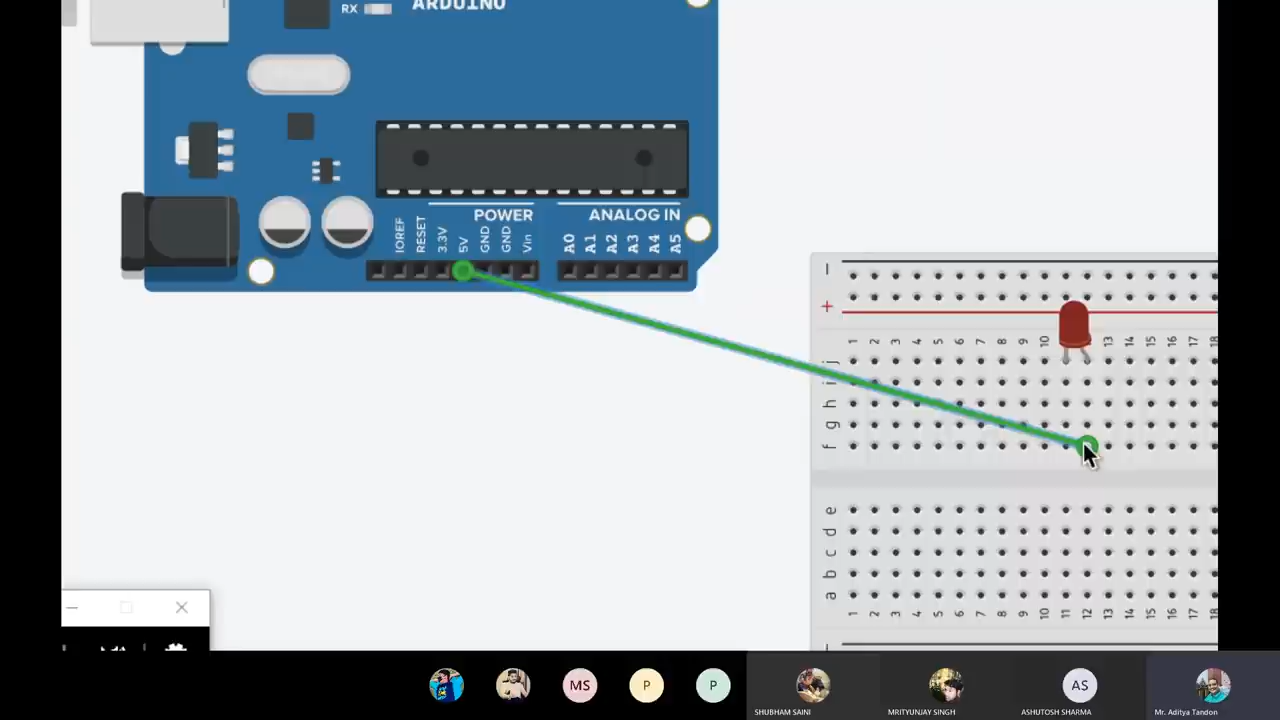 RX
ARDUINO
POWER
ANALOG IN
IOREF
RESET
3.3V
5V
GND
GND
Vin
A0
A1
A2
A3
A4
A5
+
1 2 3 4 5 6 7 8 9 10 13 14 15 16 17 18
j
i
h
g
f
e
d
c
b
a
1 2 3 4 5 6 7 8 9 10 11 12 13 14 15 16 17 18
MS
P
P
AS
SHUBHAM SAINI
MRITYUNJAY SINGH
ASHUTOSH SHARMA
Mr. Aditya Tandon